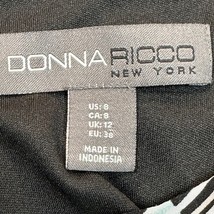 DONNA RICCO
NEW YORK
US: 8
CA: 8
UK: 12
EU: 38
MADE IN
INDONESIA